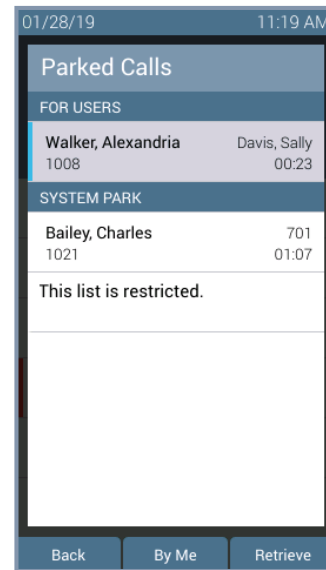 01/28/19 11:19 AM
Parked Calls
FOR USERS
Walker, Alexandria Davis, Sally
1008 00:23
SYSTEM PARK
Bailey, Charles 701
1021 01:07
This list is restricted.
Back By Me Retrieve